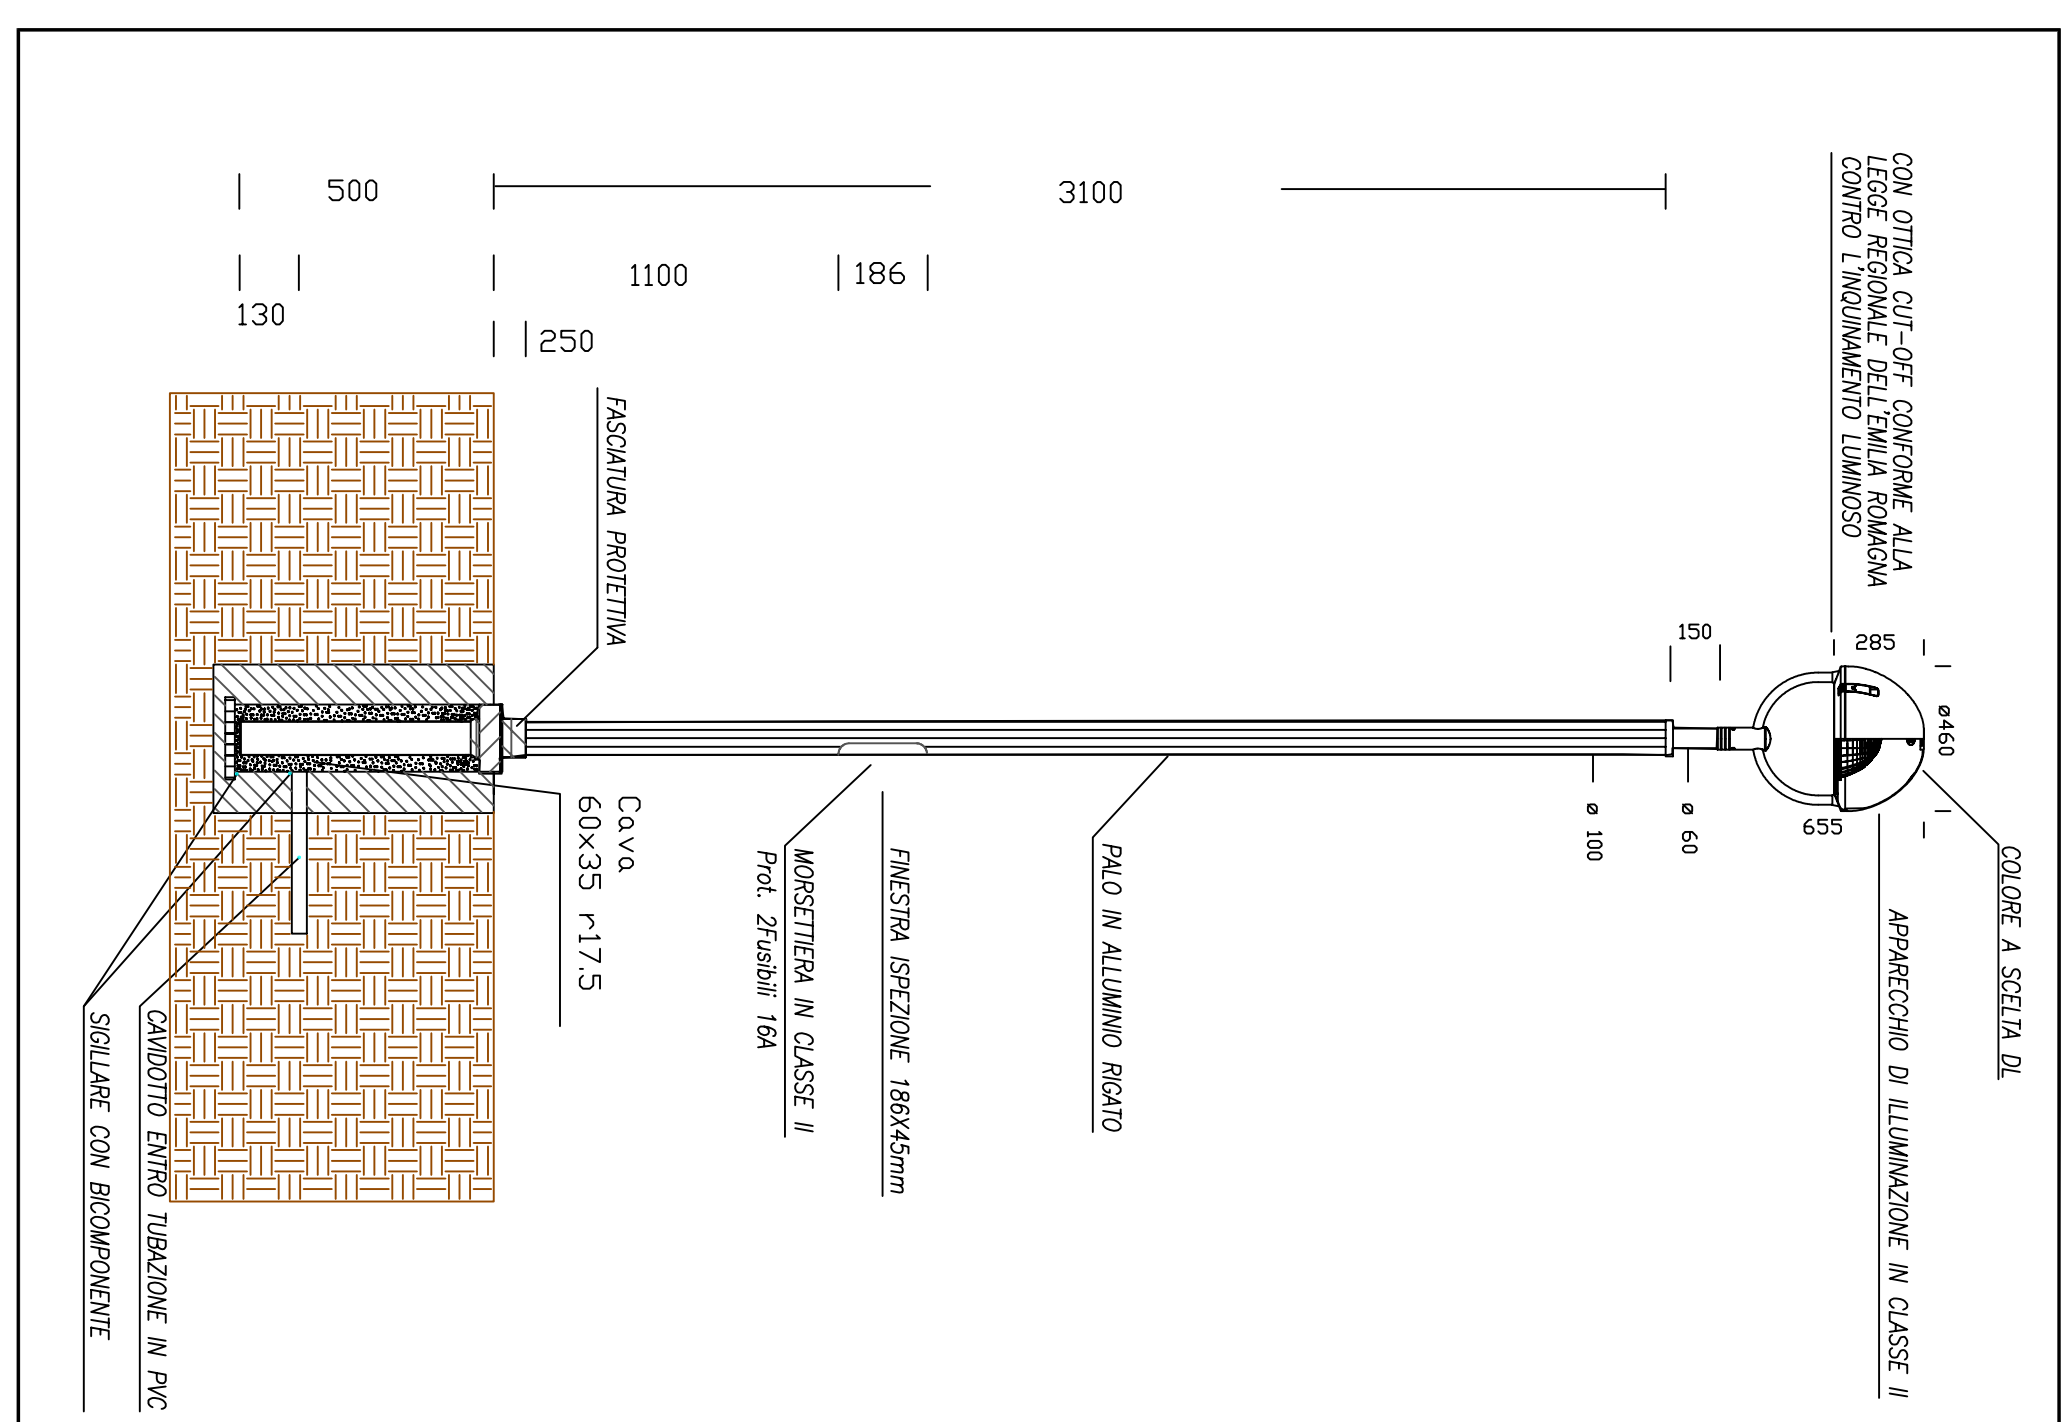 CON OTTICA CUT-OFF CONFORME ALLA
LEGGE REGIONALE DELL'EMILIA ROMAGNA
CONTRO L'INQUINAMENTO LUMINOSO
500
3100
1100
186
130
250
150
285
ø460
655
ø 60
ø 100
COLORE A SCELTA DL
APPARECCHIO DI ILLUMINAZIONE IN CLASSE II
PALO IN ALLUMINIO RIGATO
FINESTRA ISPEZIONE 186X45mm
MORSETTIERA IN CLASSE II
Prot. 2Fusibili 16A
FASCIATURA PROTETTIVA
Cava
60x35 r17.5
CAVIDOTTO ENTRO TUBAZIONE IN PVC
SIGILLARE CON BICOMPONENTE